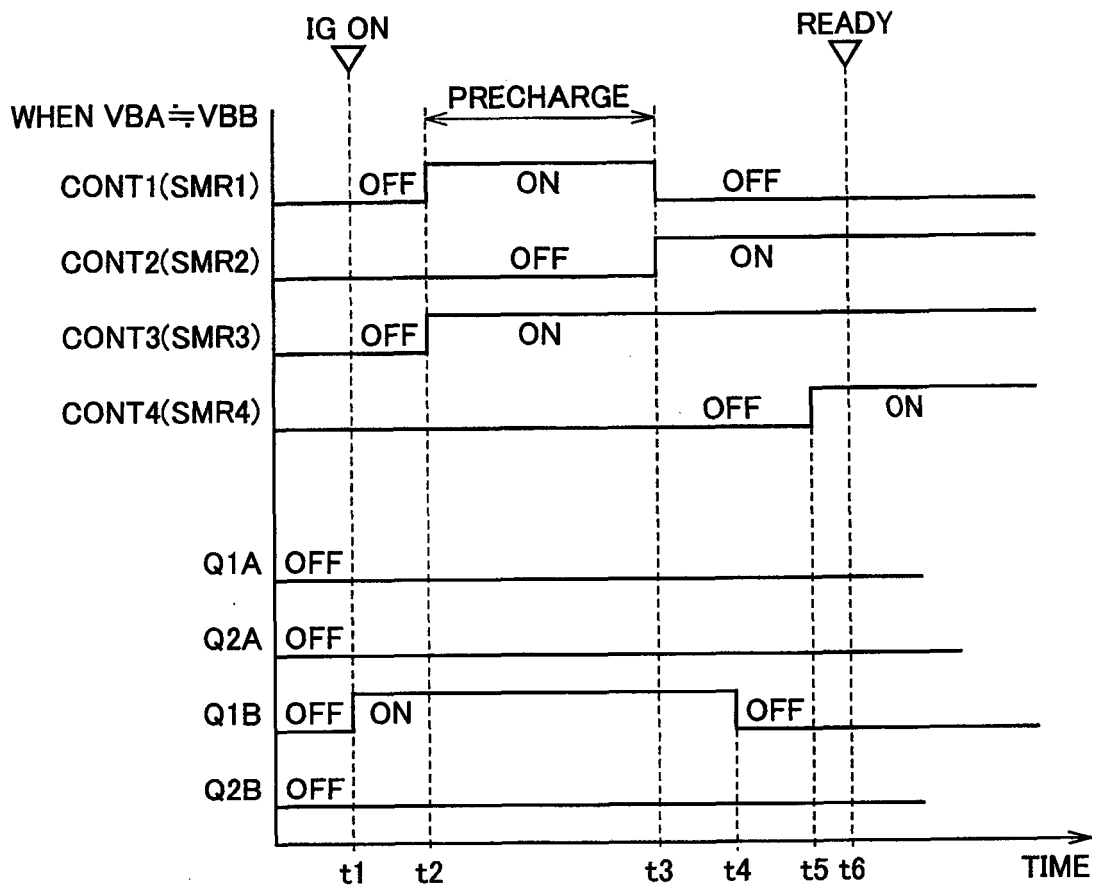 IG ON
READY
WHEN VBA≒VBB
PRECHARGE
CONT1(SMR1)
OFF
ON
OFF
CONT2(SMR2)
OFF
ON
CONT3(SMR3)
OFF
ON
CONT4(SMR4)
OFF
ON
Q1A
OFF
Q2A
OFF
Q1B
OFF
ON
OFF
Q2B
OFF
t1
t2
t3
t4
t5
t6
TIME